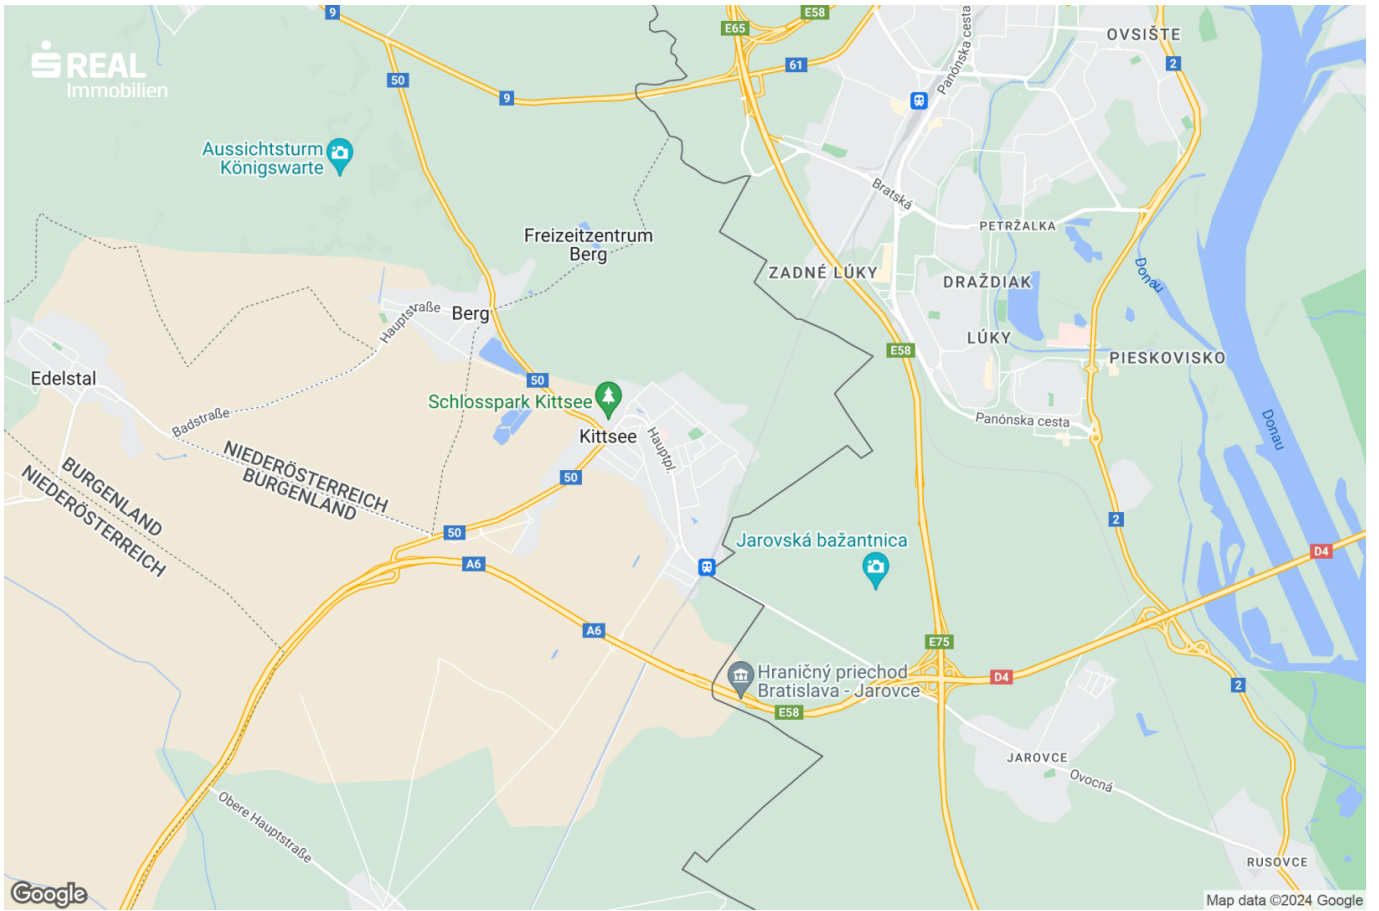 9
E58
E65
OVSIŠTE
REAL
Immobilien
50
9
61
2
Panónska cesta
Aussichtsturm
Königswarte
Bratská
PETRŽALKA
Freizeitzentrum
Berg
ZADNÉ LÚKY
DRAŽDIAK
Donau
Hauptstraße
Berg
LÚKY
E58
PIESKOVISKO
Edelstal
50
Schlosspark Kittsee
Badstraße
Kittsee
Hauptpl.
Panónska cesta
Donau
NIEDERÖSTERREICH
BURGENLAND
BURGENLAND
NIEDERÖSTERREICH
50
50
2
A6
Jarovská bažantnica
D4
A6
E75
Hraničný priechod
Bratislava - Jarovce
D4
2
E58
JAROVCE
Ovocná
Obere Hauptstraße
RUSOVCE
Google
Map data ©2024 Google